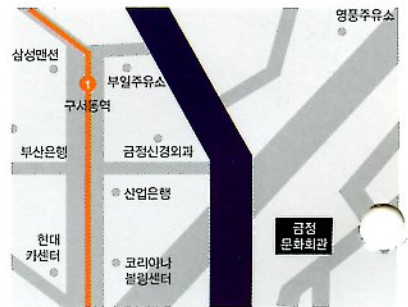 영풍주유소
삼성맨션
부일주유소
1
구서동역
부산은행
금정신경외과
산업은행
금정
문화회관
현대
카센터
코리아나
볼링센터